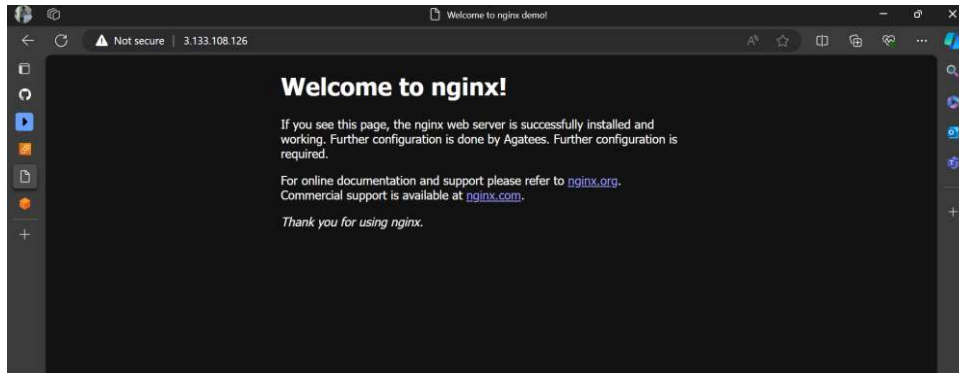 Welcome to nginx demo!
Not secure | 3.133.108.126
Welcome to nginx!
If you see this page, the nginx web server is successfully installed and
working. Further configuration is done by Agatees. Further configuration is
required.
For online documentation and support please refer to nginx.org.
Commercial support is available at nginx.com.
Thank you for using nginx.